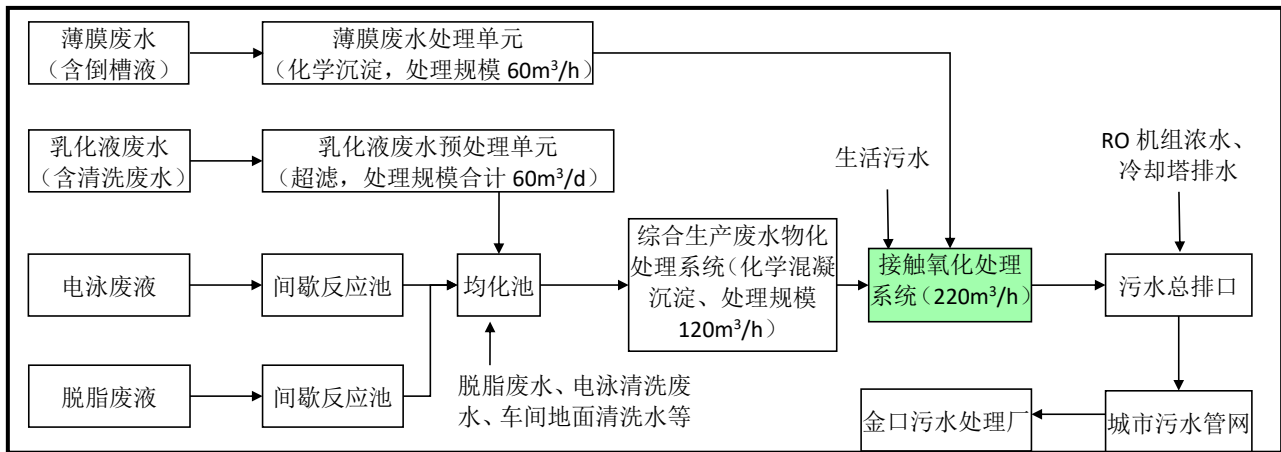 薄膜废水
（含倒槽液）
薄膜废水处理单元
（化学沉淀，处理规模 60m³/h）
乳化液废水
（含清洗废水）
乳化液废水预处理单元
（超滤，处理规模合计 60m³/d）
生活污水
RO 机组浓水、
冷却塔排水
电泳废液
间歇反应池
均化池
综合生产废水物化
处理系统（化学混凝
沉淀、处理规模
120m³/h）
接触氧化处理
系统（220m³/h）
污水总排口
脱脂废液
间歇反应池
脱脂废水、电泳清洗废
水、车间地面清洗水等
金口污水处理厂
城市污水管网